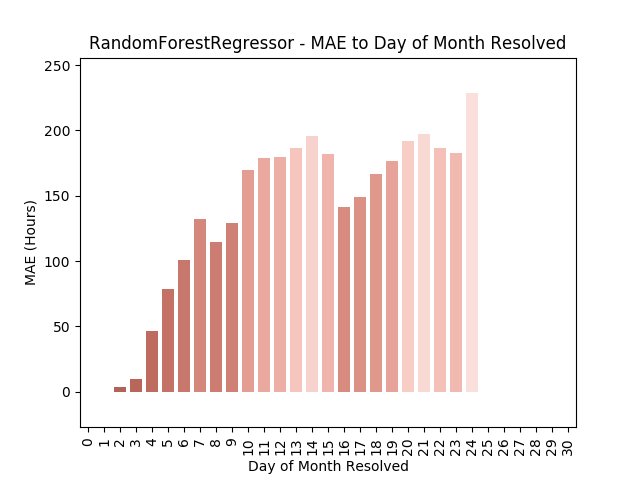 RandomForestRegressor - MAE to Day of Month Resolved
250
200
150
100
50
0
MAE (Hours)
0 1 2 3 4 5 6 7 8 9 10 11 12 13 14 15 16 17 18 19 20 21 22 23 24 25 26 27 28 29 30
Day of Month Resolved